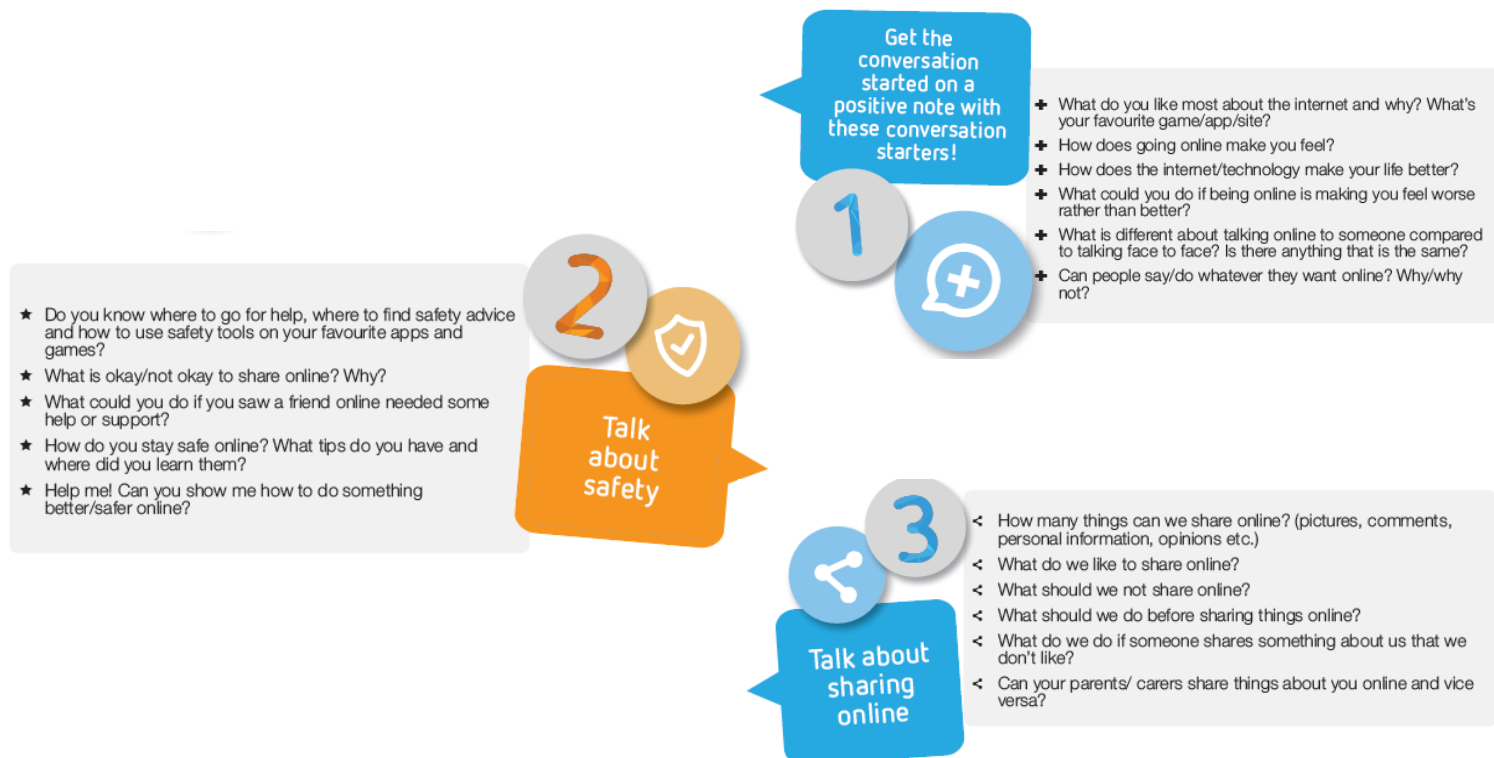 Get the
conversation
started on a
positive note with
these conversation
starters!
1
What do you like most about the internet and why? What's
your favourite game/app/site?
How does going online make you feel?
How does the internet/technology make your life better?
What could you do if being online is making you feel worse
rather than better?
What is different about talking online to someone compared
to talking face to face? Is there anything that is the same?
Can people say/do whatever they want online? Why/why
not?
2
Talk
about
safety
Do you know where to go for help, where to find safety advice
and how to use safety tools on your favourite apps and
games?
What is okay/not okay to share online? Why?
What could you do if you saw a friend online needed some
help or support?
How do you stay safe online? What tips do you have and
where did you learn them?
Help me! Can you show me how to do something
better/safer online?
3
Talk about
sharing
online
How many things can we share online? (pictures, comments,
personal information, opinions etc.)
What do we like to share online?
What should we not share online?
What should we do before sharing things online?
What do we do if someone shares something about us that we
don't like?
Can your parents/ carers share things about you online and vice
versa?